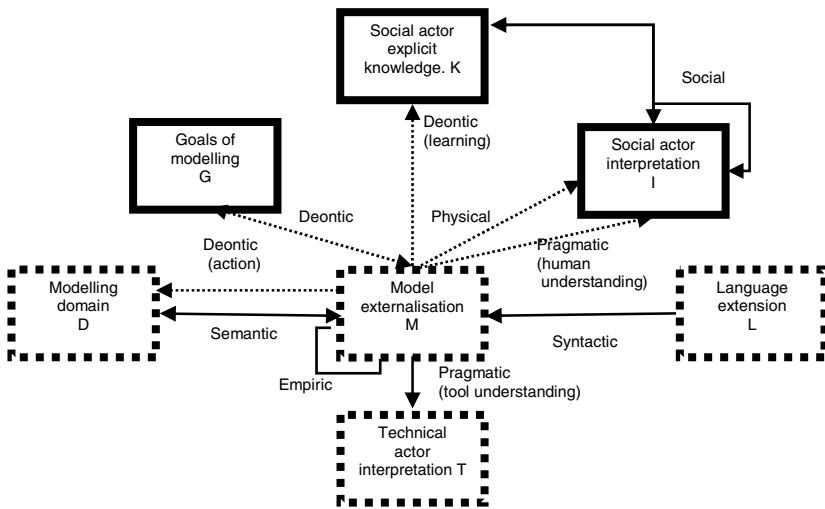 Social actor
explicit
knowledge. K
Social
Deontic
(learning)
Goals of
modelling
G
Social actor
interpretation
I
Deontic
Physical
Deontic
(action)
Pragmatic
(human
understanding)
Modelling
domain
D
Model
externalisation
M
Language
extension
L
Semantic
Syntactic
Empiric
Pragmatic
(tool understanding)
Technical
actor
interpretation T